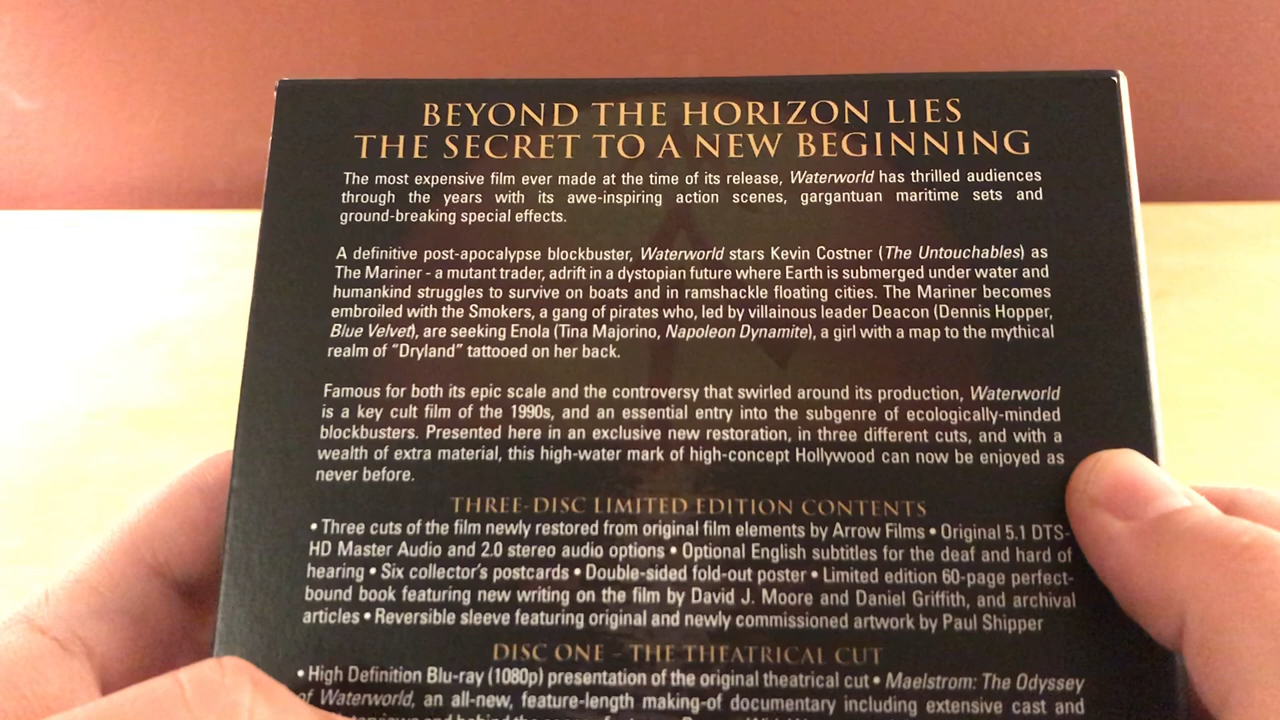 BEYOND THE HORIZON LIES
THE SECRET TO A NEW BEGINNING
The most expensive film ever made at the time of its release, Waterworld has thrilled audiences
through the years with its awe-inspiring action scenes, gargantuan maritime sets and
ground-breaking special effects.
A definitive post-apocalypse blockbuster, Waterworld stars Kevin Costner (The Untouchables) as
The Mariner - a mutant trader, adrift in a dystopian future where Earth is submerged under water and
humankind struggles to survive on boats and in ramshackle floating cities. The Mariner becomes
embroiled with the Smokers, a gang of pirates who, led by villainous leader Deacon (Dennis Hopper,
Blue Velvet), are seeking Enola (Tina Majorino, Napoleon Dynamite), a girl with a map to the mythical
realm of “Dryland” tattooed on her back.
Famous for both its epic scale and the controversy that swirled around its production, Waterworld
is a key cult film of the 1990s, and an essential entry into the subgenre of ecologically-minded
blockbusters. Presented here in an exclusive new restoration, in three different cuts, and with a
wealth of extra material, this high-water mark of high-concept Hollywood can now be enjoyed as
never before.
THREE-DISC LIMITED EDITION CONTENTS
• Three cuts of the film newly restored from original film elements by Arrow Films • Original 5.1 DTS-
HD Master Audio and 2.0 stereo audio options • Optional English subtitles for the deaf and hard of
hearing • Six collector's postcards • Double-sided fold-out poster • Limited edition 60-page perfect-
bound book featuring new writing on the film by David J. Moore and Daniel Griffith, and archival
articles • Reversible sleeve featuring original and newly commissioned artwork by Paul Shipper
DISC ONE – THE THEATRICAL CUT
• High Definition Blu-ray (1080p) presentation of the original theatrical cut • Maelstrom: The Odyssey
of Waterworld, an all-new, feature-length making-of documentary including extensive cast and